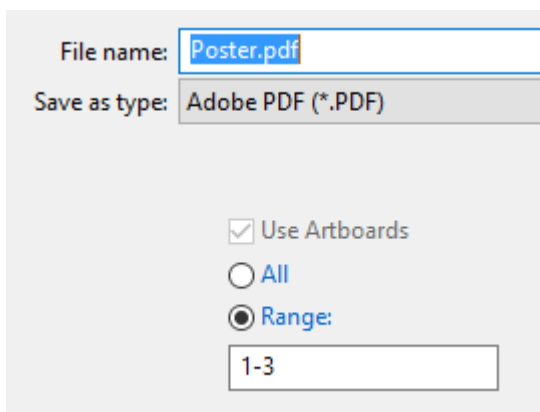 File name: Poster.pdf
Save as type: Adobe PDF (*.PDF)
Use Artboards
All
Range:
1-3